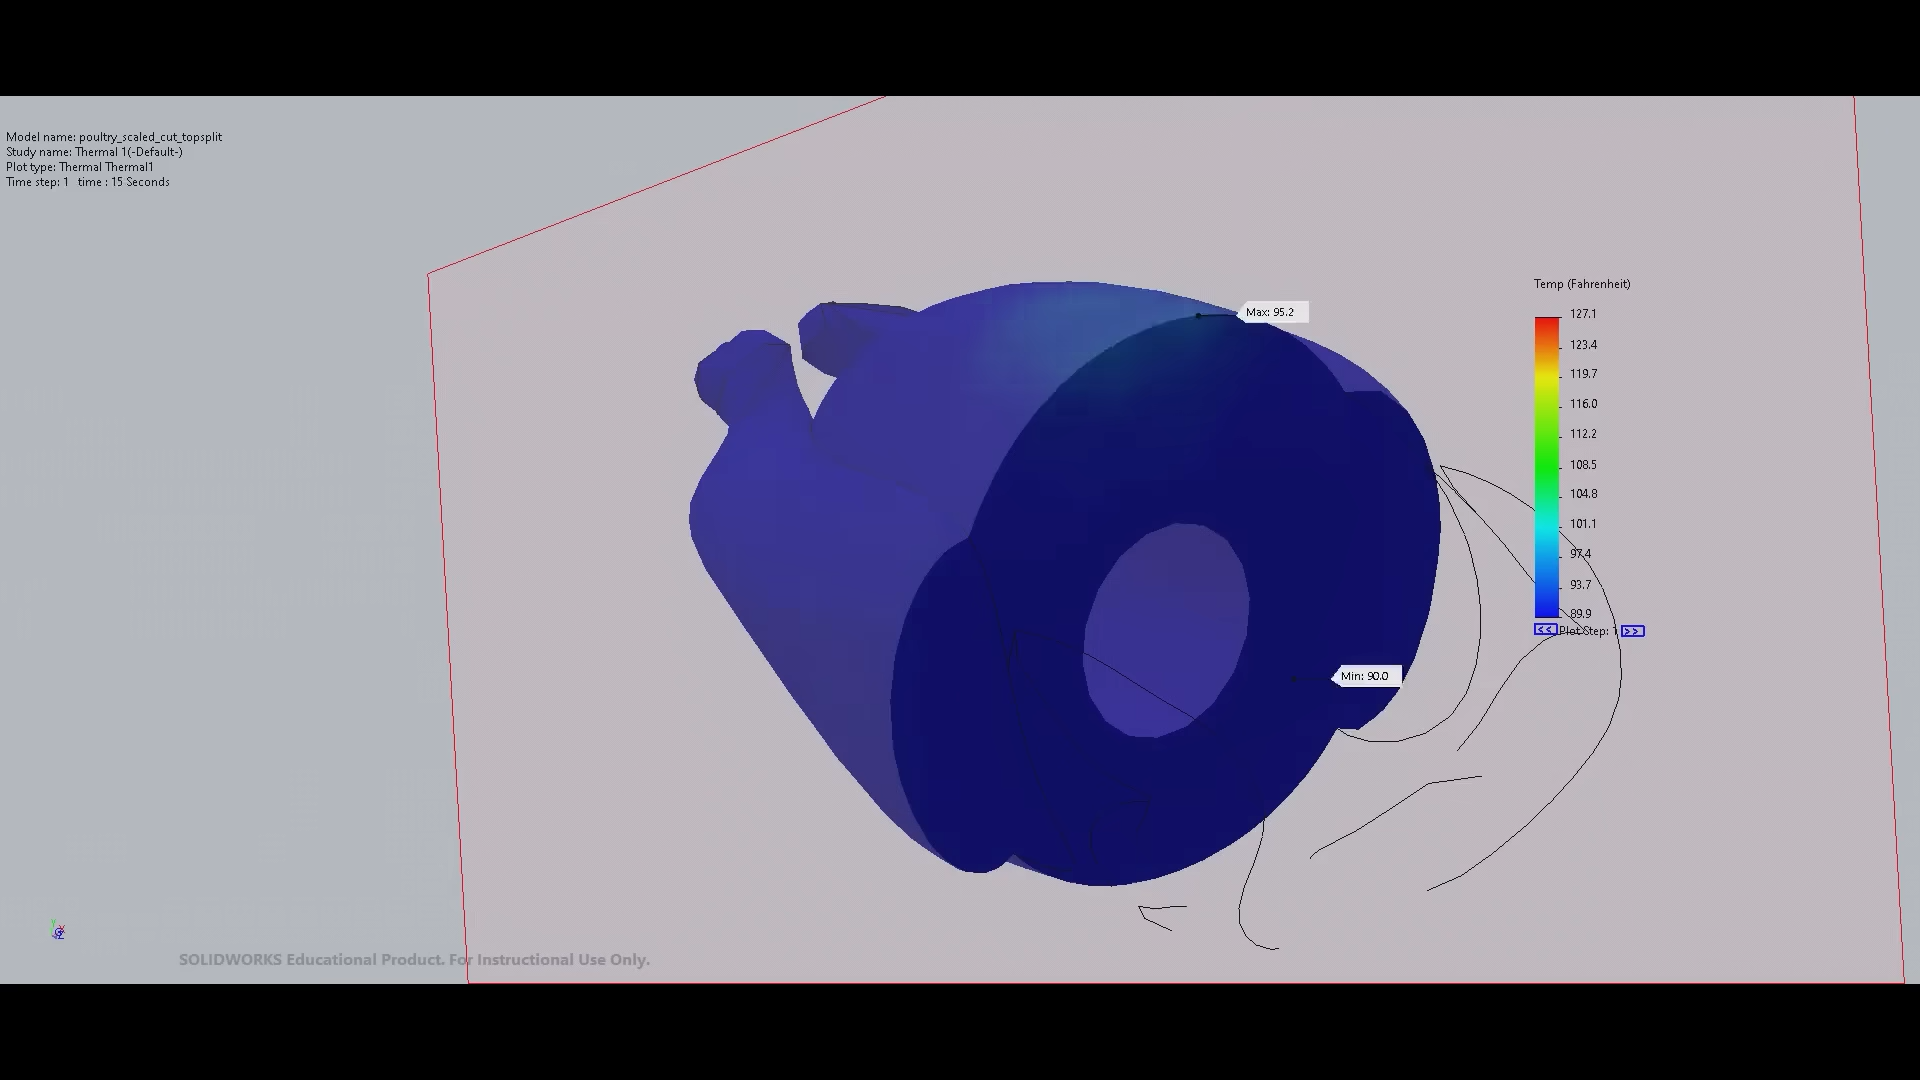 Model name: poultry_scaled_cut_topsplit
Study name: Thermal 1(-Default-)
Plot type: Thermal Thermal1
Time step: 1 time : 15 Seconds
Temp (Fahrenheit)
Max: 95.2
127.1
123.4
119.7
116.0
112.2
108.5
104.8
101.1
97.4
93.7
89.9
<< Plot Step: 1 >>
Min: 90.0
Y
X
Z
SOLIDWORKS Educational Product. For Instructional Use Only.